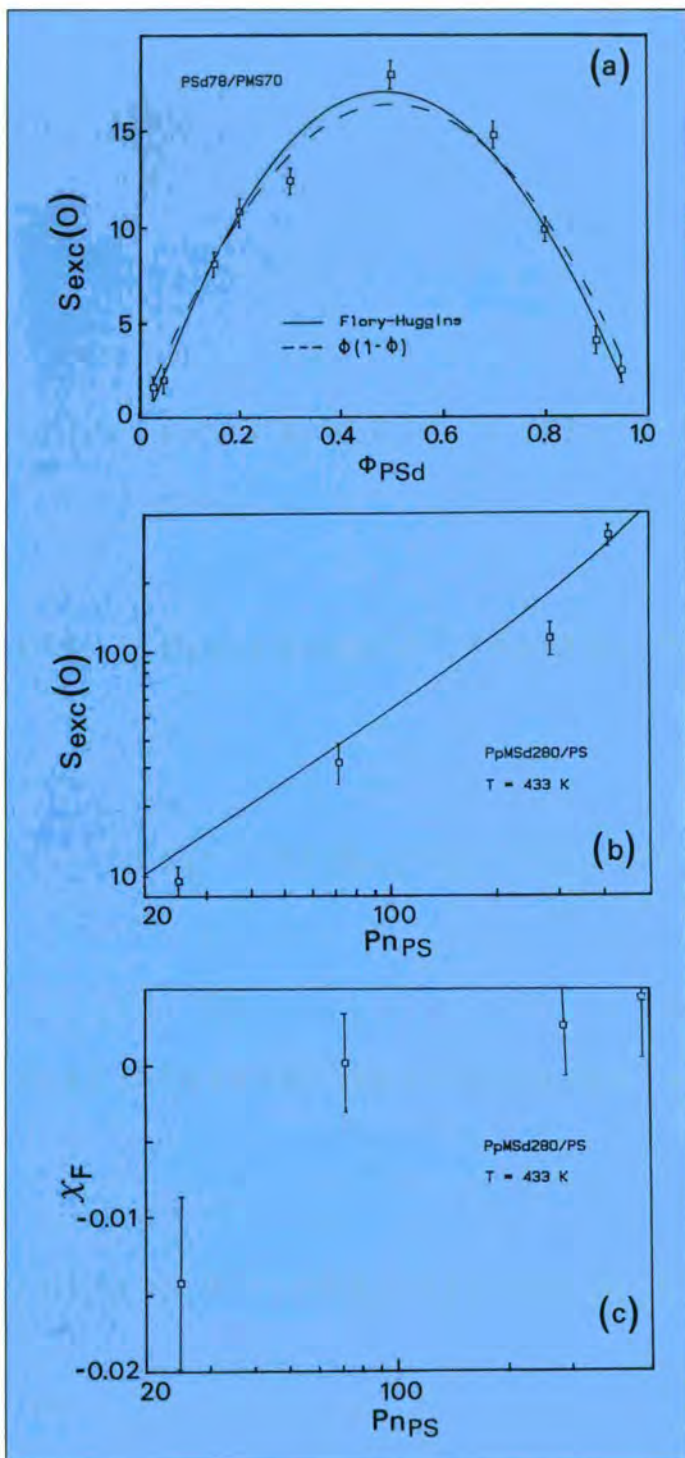 (a)
PSd78/PMS70
15
10
5
0
Sexc(0)
Flory-Huggins
Φ(1-Φ)
0 0.2 0.4 0.6 0.8 1.0
ΦPSd
100
10
Sexc(0)
PpMSd280/PS
T = 433 K
(b)
20 100
PnPS
0
-0.01
-0.02
χF
PpMSd280/PS
T = 433 K
(c)
20 100
PnPS